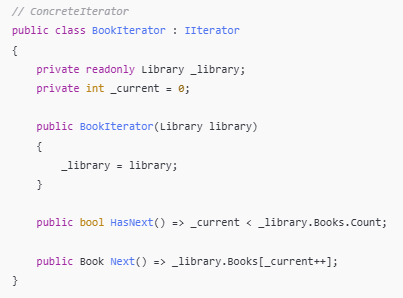 // ConcreteIterator
public class BookIterator : IIterator
{
    private readonly Library _library;
    private int _current = 0;

    public BookIterator(Library library)
    {
        _library = library;
    }

    public bool HasNext() => _current < _library.Books.Count;

    public Book Next() => _library.Books[_current++];
}